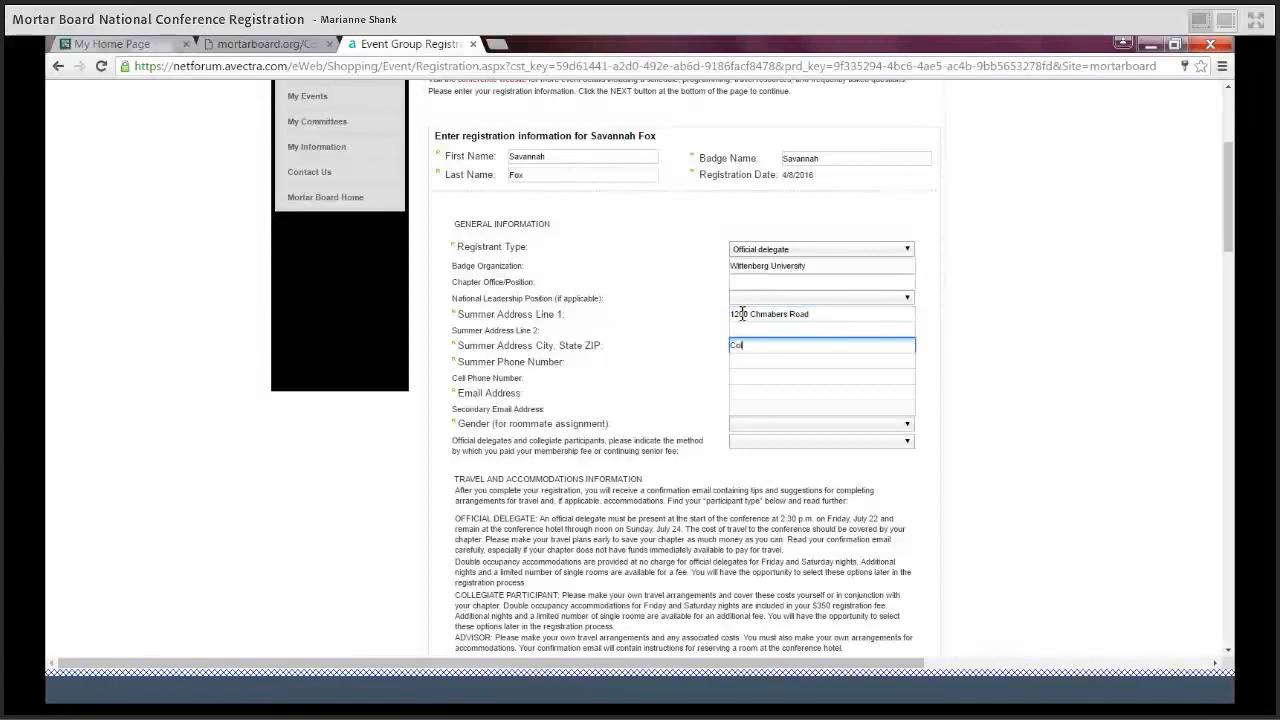 Mortar Board National Conference Registration - Marianne Shank
My Home Page
mortarboard.org/Co
Event Group Registra
https://netforum.avectra.com/eWeb/Shopping/Event/Registration.aspx?cst_key=59d61441-a2d0-492e-ab6d-9186facf8478&prd_key=9f335294-4bc6-4ae5-ac4b-9bb5653278fd&Site=mortarboard
Please enter your registration information. Click the NEXT button at the bottom of the page to continue.
My Events
My Committees
My Information
Contact Us
Mortar Board Home
Enter registration information for Savannah Fox
First Name: Savannah
Badge Name: Savannah
Last Name: Fox
Registration Date: 4/8/2016
GENERAL INFORMATION
Registrant Type: Official delegate
Badge Organization: Wittenberg University
Chapter Office/Position:
National Leadership Position (if applicable):
Summer Address Line 1: 1200 Chmabers Road
Summer Address Line 2:
Summer Address City, State ZIP: Col
Summer Phone Number:
Cell Phone Number:
Email Address:
Secondary Email Address:
Gender (for roommate assignment):
Official delegates and collegiate participants, please indicate the method
by which you paid your membership fee or continuing senior fee:
TRAVEL AND ACCOMMODATIONS INFORMATION
After you complete your registration, you will receive a confirmation email containing tips and suggestions for completing
arrangements for travel and, if applicable, accommodations. Find your "participant type" below and read further:
OFFICIAL DELEGATE: An official delegate must be present at the start of the conference at 2:30 p.m. on Friday, July 22 and
remain at the conference hotel through noon on Sunday, July 24. The cost of travel to the conference should be covered by your
chapter. Please make your travel plans early to save your chapter as much money as you can. Read your confirmation email
carefully, especially if your chapter does not have funds immediately available to pay for travel.
Double occupancy accommodations are provided at no charge for official delegates for Friday and Saturday nights. Additional
nights and a limited number of single rooms are available for a fee. You will have the opportunity to select these options later in the
registration process.
COLLEGIATE PARTICIPANT: Please make your own travel arrangements and cover these costs yourself or in conjunction with
your chapter. Double occupancy accommodations for Friday and Saturday nights are included in your $350 registration fee.
Additional nights and a limited number of single rooms are available for an additional fee. You will have the opportunity to select
these options later in the registration process.
ADVISOR: Please make your own travel arrangements and any associated costs. You must also make your own arrangements for
accommodations. Your confirmation email will contain instructions for reserving a room at the conference hotel.